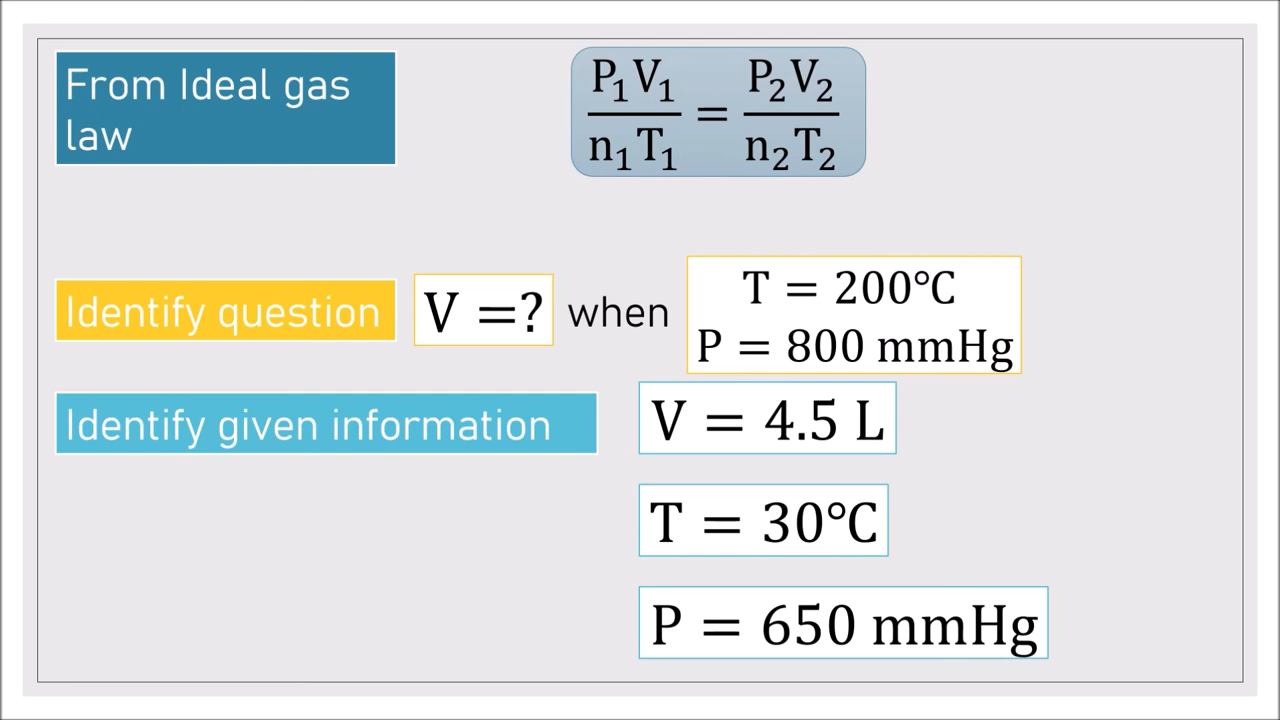 From Ideal gas
law
P₁V₁/n₁T₁ = P₂V₂/n₂T₂
Identify question
V =? when
T = 200℃
P = 800 mmHg
Identify given information
V = 4.5 L
T = 30℃
P = 650 mmHg